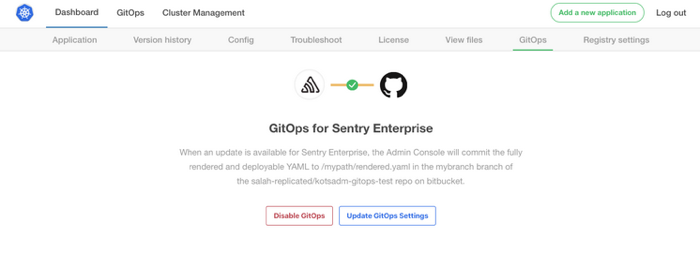 Dashboard GitOps Cluster Management Add a new application Log out
Application Version history Config Troubleshoot License View files GitOps Registry settings
GitOps for Sentry Enterprise
When an update is available for Sentry Enterprise, the Admin Console will commit the fully
rendered and deployable YAML to /mypath/rendered.yaml in the mybranch branch of
the salah-replicated/kotsadm-gitops-test repo on bitbucket.
Disable GitOps Update GitOps Settings